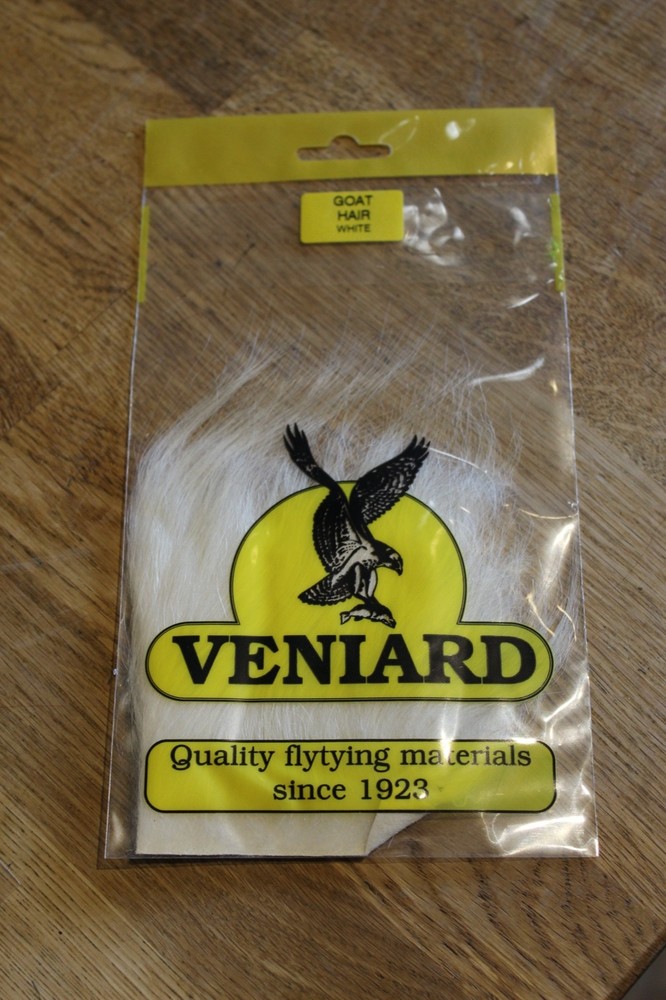 GOAT
HAIR
WHITE
VENIARD
Quality flytying materials
since 1923